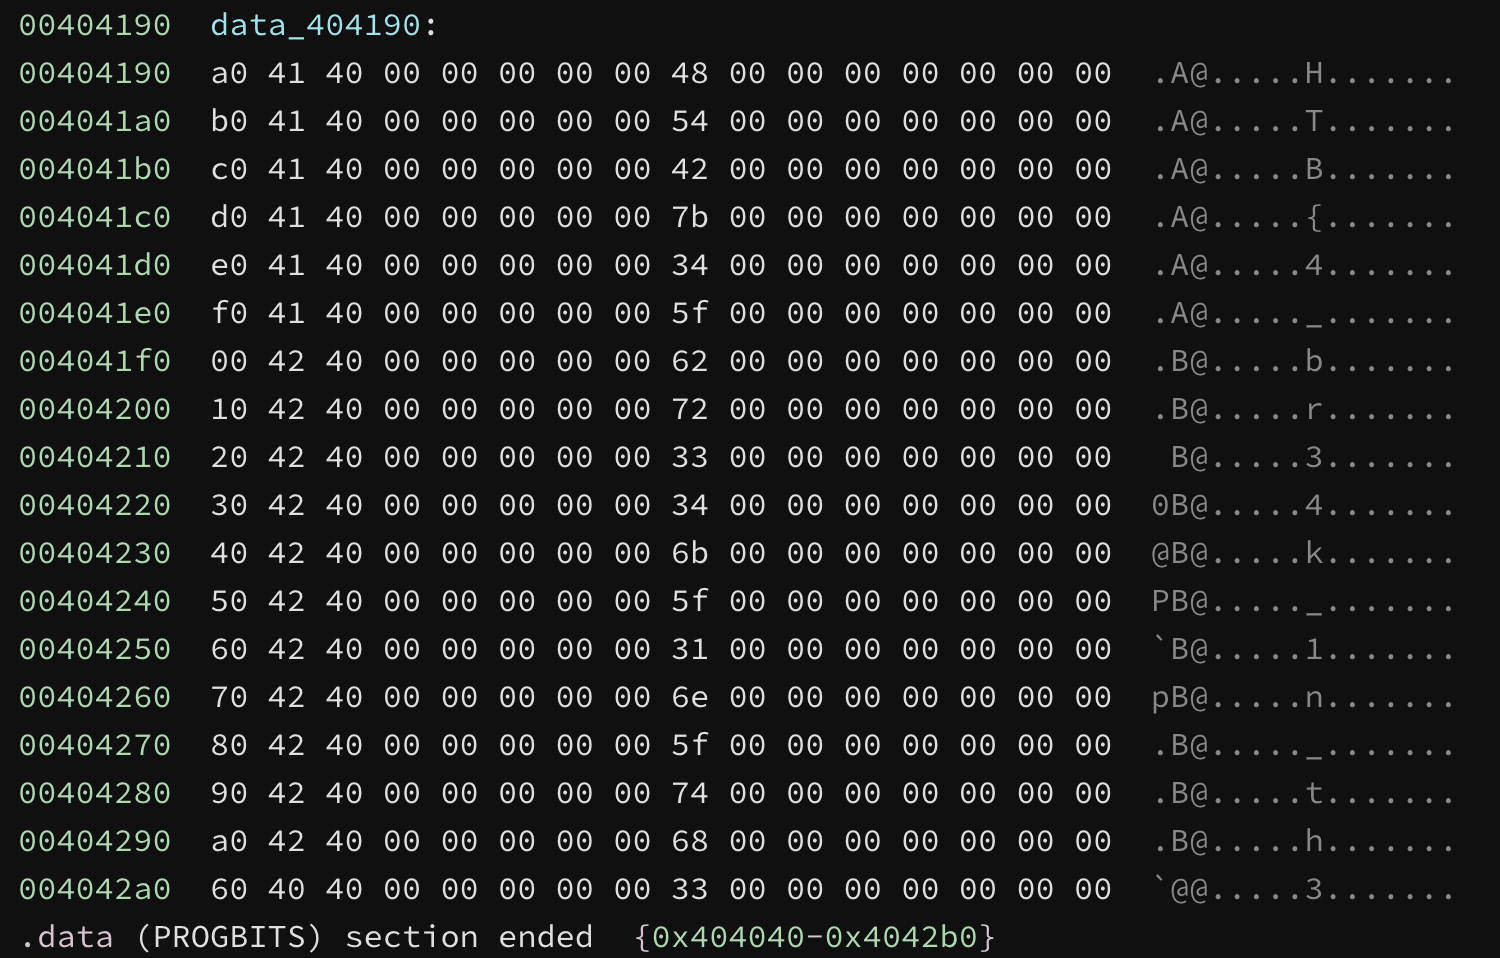 00404190  data_404190:
00404190  a0 41 40 00 00 00 00 00 48 00 00 00 00 00 00 00  .A@.....H.......
004041a0  b0 41 40 00 00 00 00 00 54 00 00 00 00 00 00 00  .A@.....T.......
004041b0  c0 41 40 00 00 00 00 00 42 00 00 00 00 00 00 00  .A@.....B.......
004041c0  d0 41 40 00 00 00 00 00 7b 00 00 00 00 00 00 00  .A@.....{.......
004041d0  e0 41 40 00 00 00 00 00 34 00 00 00 00 00 00 00  .A@.....4.......
004041e0  f0 41 40 00 00 00 00 00 5f 00 00 00 00 00 00 00  .A@....._.......
004041f0  00 42 40 00 00 00 00 00 62 00 00 00 00 00 00 00  .B@.....b.......
00404200  10 42 40 00 00 00 00 00 72 00 00 00 00 00 00 00  .B@.....r.......
00404210  20 42 40 00 00 00 00 00 33 00 00 00 00 00 00 00   B@.....3.......
00404220  30 42 40 00 00 00 00 00 34 00 00 00 00 00 00 00  0B@.....4.......
00404230  40 42 40 00 00 00 00 00 6b 00 00 00 00 00 00 00  @B@.....k.......
00404240  50 42 40 00 00 00 00 00 5f 00 00 00 00 00 00 00  PB@....._.......
00404250  60 42 40 00 00 00 00 00 31 00 00 00 00 00 00 00  `B@.....1.......
00404260  70 42 40 00 00 00 00 00 6e 00 00 00 00 00 00 00  pB@.....n.......
00404270  80 42 40 00 00 00 00 00 5f 00 00 00 00 00 00 00  .B@....._.......
00404280  90 42 40 00 00 00 00 00 74 00 00 00 00 00 00 00  .B@.....t.......
00404290  a0 42 40 00 00 00 00 00 68 00 00 00 00 00 00 00  .B@.....h.......
004042a0  60 40 40 00 00 00 00 00 33 00 00 00 00 00 00 00  `@@.....3.......
.data (PROGBITS) section ended  {0x404040-0x4042b0}